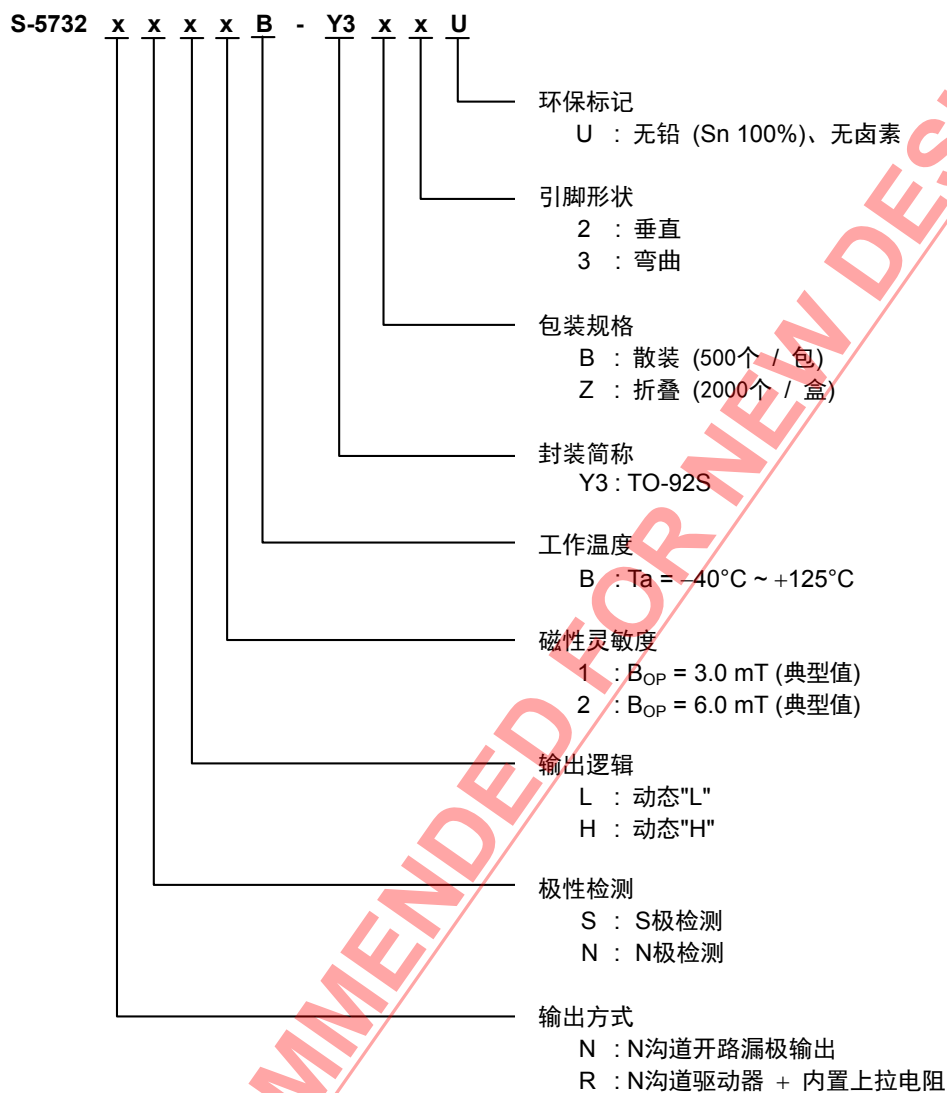 S-5732 x x x x B - Y3 x x U
环保标记
U : 无铅 (Sn 100%)、无卤素
引脚形状
2 : 垂直
3 : 弯曲
包装规格
B : 散装 (500个 / 包)
Z : 折叠 (2000个 / 盒)
封装简称
Y3 : TO-92S
工作温度
B : Ta = −40°C ~ +125°C
磁性灵敏度
1 : BOP = 3.0 mT (典型值)
2 : BOP = 6.0 mT (典型值)
输出逻辑
L : 动态"L"
H : 动态"H"
极性检测
S : S极检测
N : N极检测
输出方式
N : N沟道开路漏极输出
R : N沟道驱动器 + 内置上拉电阻
MMENDED FOR NEW DES